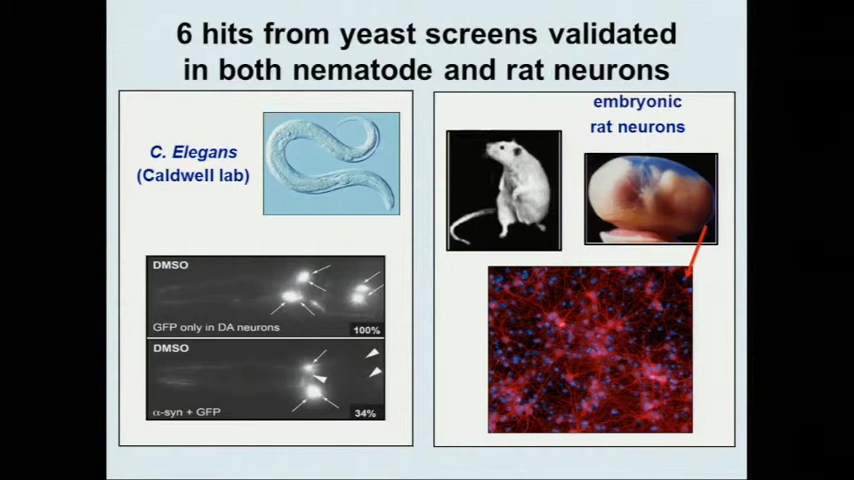 6 hits from yeast screens validated
in both nematode and rat neurons
C. Elegans
(Caldwell lab)
DMSO
GFP only in DA neurons
100%
DMSO
α-syn + GFP
34%
embryonic
rat neurons